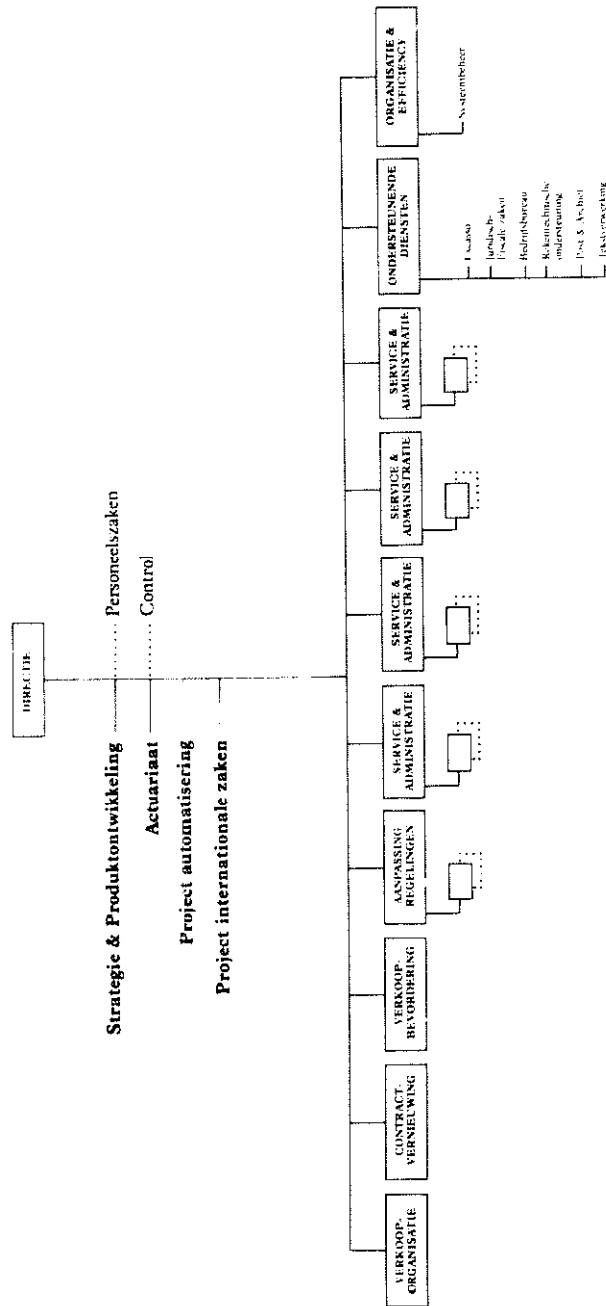 DIRECTIE
Strategie & Produktontwikkeling
Personeelszaken
Actuariaat
Control
Project automatisering
Project internationale zaken
VERKOOP-
ORGANISATIE
CONTRACT-
VERNIEUWING
VERKOOP-
BEVORDERING
AANPASSING
REGELINGEN
SERVICE &
ADMINISTRATIE
SERVICE &
ADMINISTRATIE
SERVICE &
ADMINISTRATIE
SERVICE &
ADMINISTRATIE
ONDERSTEUNENDE
DIENSTEN
Incasso
Juridisch-
Fiscale zaken
Bedrijfsbureau
Rekentechnische
ondersteuning
Post & Archief
Tekstverwerking
ORGANISATIE &
EFFICIENCY
Systeembeheer